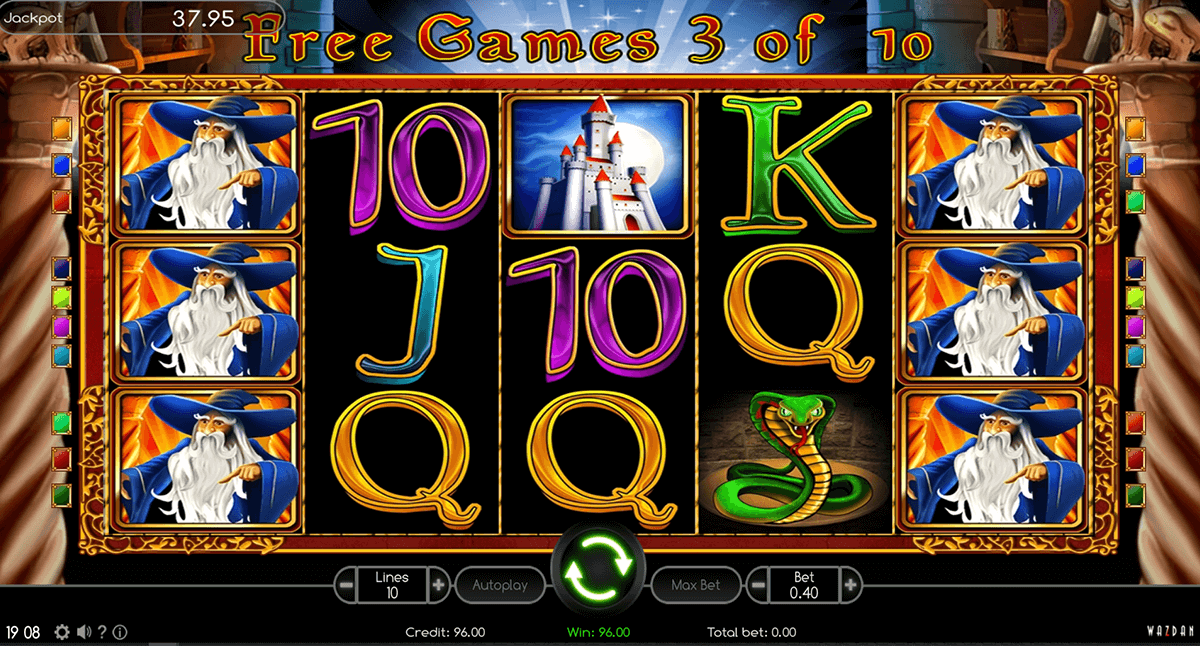 Jackpot 37.95
Free Games 3 of 10
10 K
J 10 Q
Q Q
Lines
10
Autoplay
Max Bet
Bet
0.40
19 08
?
i
Credit: 96.00
Win: 96.00
Total bet: 0.00
WAZDAN